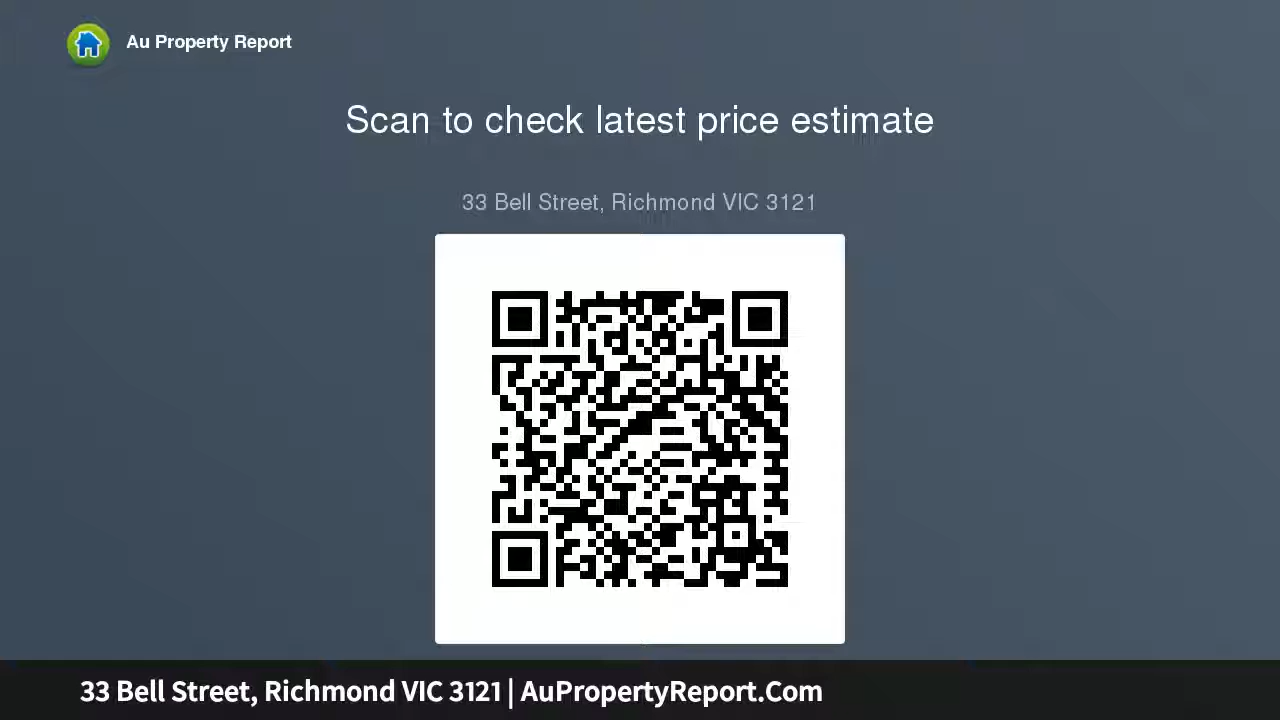 Au Property Report
Scan to check latest price estimate
33 Bell Street, Richmond VIC 3121
33 Bell Street, Richmond VIC 3121 | AuPropertyReport.Com